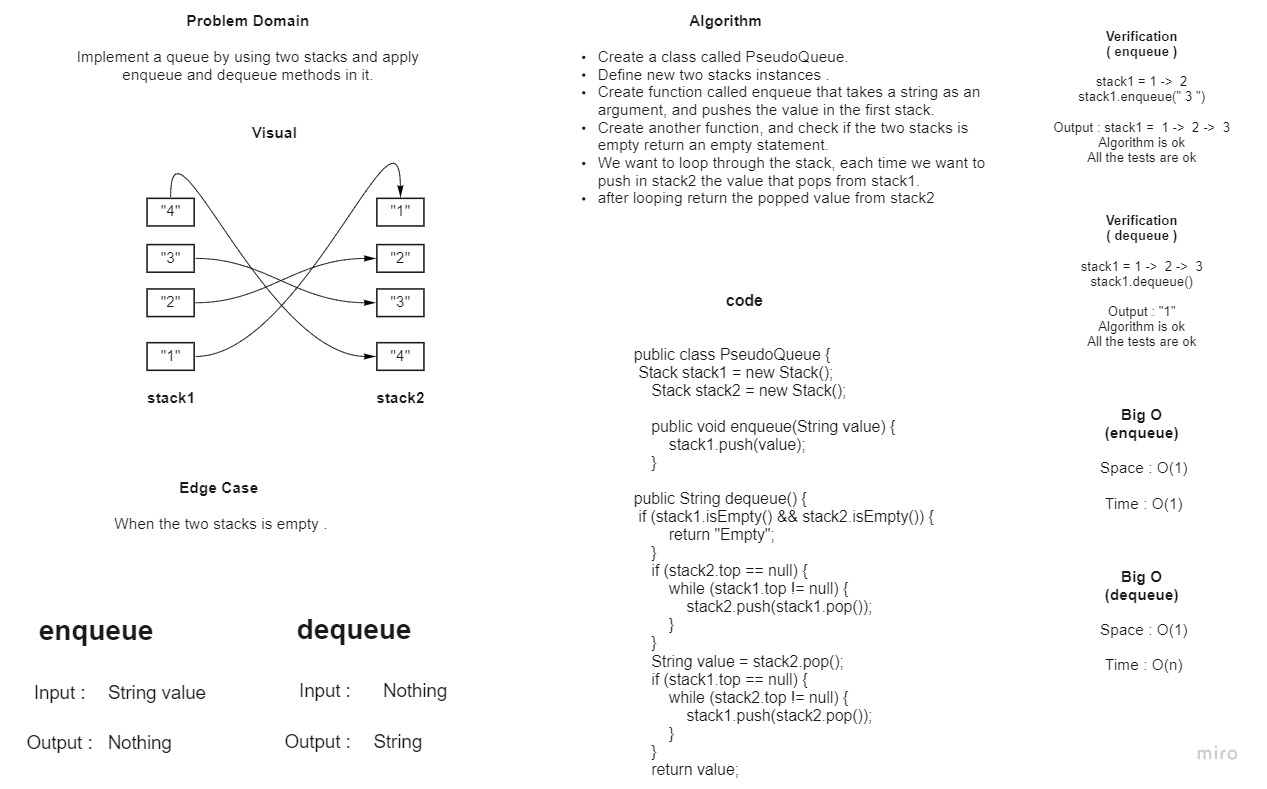 Problem Domain
Implement a queue by using two stacks and apply
enqueue and dequeue methods in it.
Visual
"4"
"1"
"3"
"2"
"2"
"3"
"1"
"4"
stack1
stack2
Edge Case
When the two stacks is empty .
enqueue
Input : String value
Output : Nothing
dequeue
Input : Nothing
Output : String
Algorithm
• Create a class called PseudoQueue.
• Define new two stacks instances .
• Create function called enqueue that takes a string as an
argument, and pushes the value in the first stack.
• Create another function, and check if the two stacks is
empty return an empty statement.
• We want to loop through the stack, each time we want to
push in stack2 the value that pops from stack1.
• after looping return the popped value from stack2
code
public class PseudoQueue {
Stack stack1 = new Stack();
Stack stack2 = new Stack();
public void enqueue(String value) {
stack1.push(value);
}
public String dequeue() {
if (stack1.isEmpty() && stack2.isEmpty()) {
return "Empty";
}
if (stack2.top == null) {
while (stack1.top != null) {
stack2.push(stack1.pop());
}
}
String value = stack2.pop();
if (stack1.top == null) {
while (stack2.top != null) {
stack1.push(stack2.pop());
}
}
return value;
Verification
( enqueue )
stack1 = 1 -> 2
stack1.enqueue(" 3 ")
Output : stack1 = 1 -> 2 -> 3
Algorithm is ok
All the tests are ok
Verification
( dequeue )
stack1 = 1 -> 2 -> 3
stack1.dequeue()
Output : "1"
Algorithm is ok
All the tests are ok
Big O
(enqueue)
Space : O(1)
Time : O(1)
Big O
(dequeue)
Space : O(1)
Time : O(n)
miro